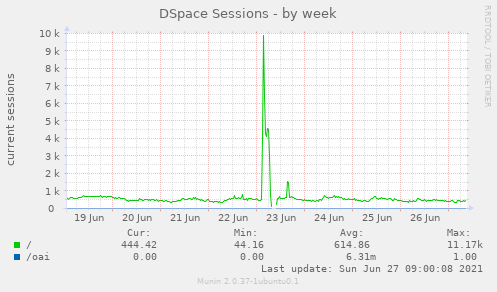 DSpace Sessions - by week
RRDTOOL / TOBI OETIKER
current sessions
10 k
9 k
8 k
7 k
6 k
5 k
4 k
3 k
2 k
1 k
0
19 Jun 20 Jun 21 Jun 22 Jun 23 Jun 24 Jun 25 Jun 26 Jun
Cur: Min: Avg: Max:
/ 444.42 44.16 614.86 11.17k
/oai 0.00 0.00 6.31m 1.00
Last update: Sun Jun 27 09:00:08 2021
Munin 2.0.37-1ubuntu0.1